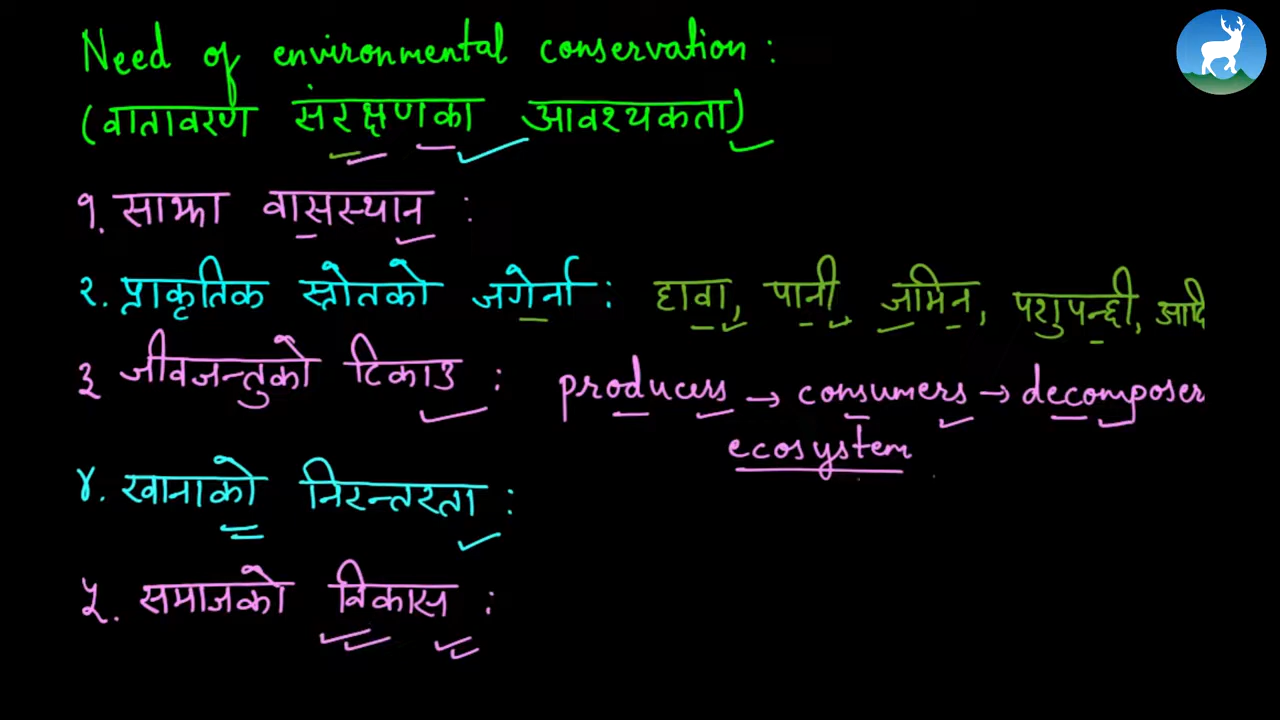 Need of environmental conservation :
(वातावरण संरक्षणका आवश्यकता)
१. साझा वासस्थान :
२. प्राकृतिक स्रोतको जगेर्ना : हावा, पानी, जमिन, पशुपन्छी, आदि
३ जीवजन्तुको टिकाउ : producers → consumers → decomposer
ecosystem
४. खानाको निरन्तरता :
५. समाजको विकास :